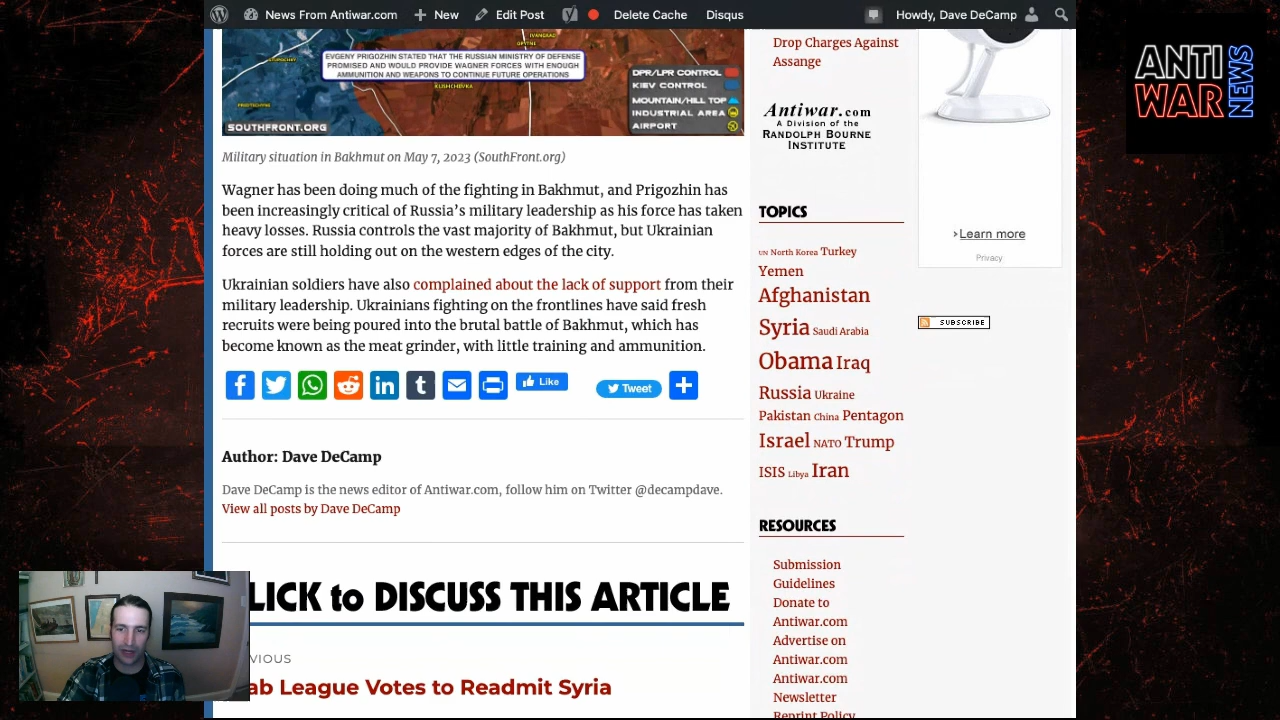 News From Antiwar.com
New
Edit Post
Delete Cache
Disqus
Howdy, Dave DeCamp
ANTI
WAR
NEWS
EVGENY PRIGOZHIN STATED THAT THE RUSSIAN MINISTRY OF DEFENSE
PROMISED AND WOULD PROVIDE WAGNER FORCES WITH ENOUGH
AMMUNITION AND WEAPONS TO CONTINUE FUTURE OPERATIONS
SOUTHFRONT.ORG
DPR/LPR CONTROL
KIEV CONTROL
MOUNTAIN/HILL TOP
INDUSTRIAL AREA
AIRPORT
Military situation in Bakhmut on May 7, 2023 (SouthFront.org)
Wagner has been doing much of the fighting in Bakhmut, and Prigozhin has
been increasingly critical of Russia’s military leadership as his force has taken
heavy losses. Russia controls the vast majority of Bakhmut, but Ukrainian
forces are still holding out on the western edges of the city.
Ukrainian soldiers have also complained about the lack of support from their
military leadership. Ukrainians fighting on the frontlines have said fresh
recruits were being poured into the brutal battle of Bakhmut, which has
become known as the meat grinder, with little training and ammunition.
Like
Tweet
Author: Dave DeCamp
Dave DeCamp is the news editor of Antiwar.com, follow him on Twitter @decampdave.
View all posts by Dave DeCamp
LICK to DISCUSS THIS ARTICLE
VIOUS
ab League Votes to Readmit Syria
Drop Charges Against
Assange
Antiwar.com
A Division of the
RANDOLPH BOURNE
INSTITUTE
TOPICS
UN North Korea Turkey
Yemen
Afghanistan
Syria Saudi Arabia
Obama Iraq
Russia Ukraine
Pakistan China Pentagon
Israel NATO Trump
ISIS Libya Iran
RESOURCES
Submission
Guidelines
Donate to
Antiwar.com
Advertise on
Antiwar.com
Antiwar.com
Newsletter
Reprint Policy
Learn more
Privacy
SUBSCRIBE